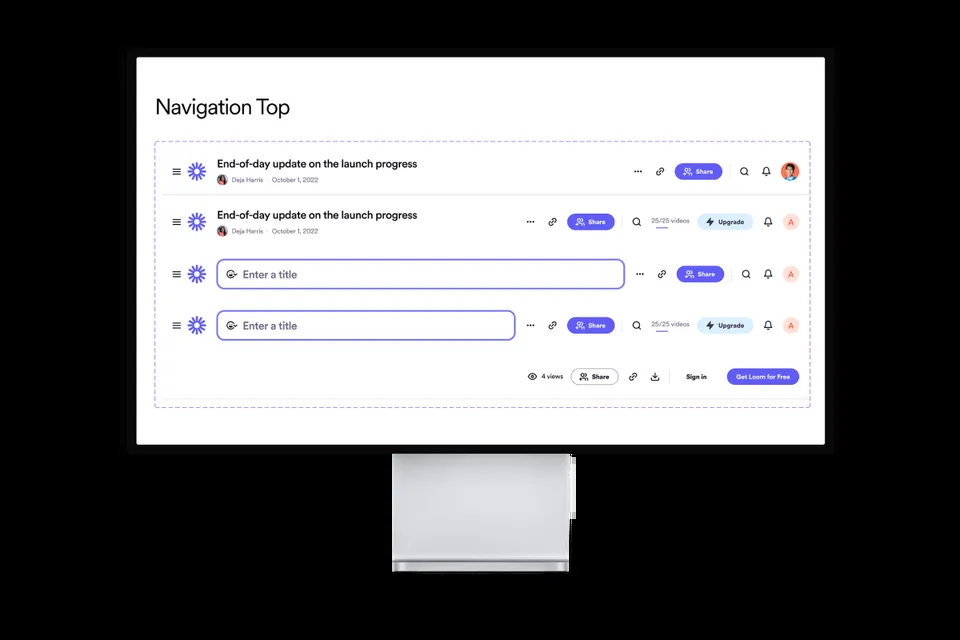 Navigation Top
End-of-day update on the launch progress
Deja Harris · October 1, 2022
Share
End-of-day update on the launch progress
Deja Harris · October 1, 2022
Share
25/25 videos
Upgrade
A
Enter a title
Share
A
Enter a title
Share
25/25 videos
Upgrade
A
4 views
Share
Sign in
Get Loom for Free